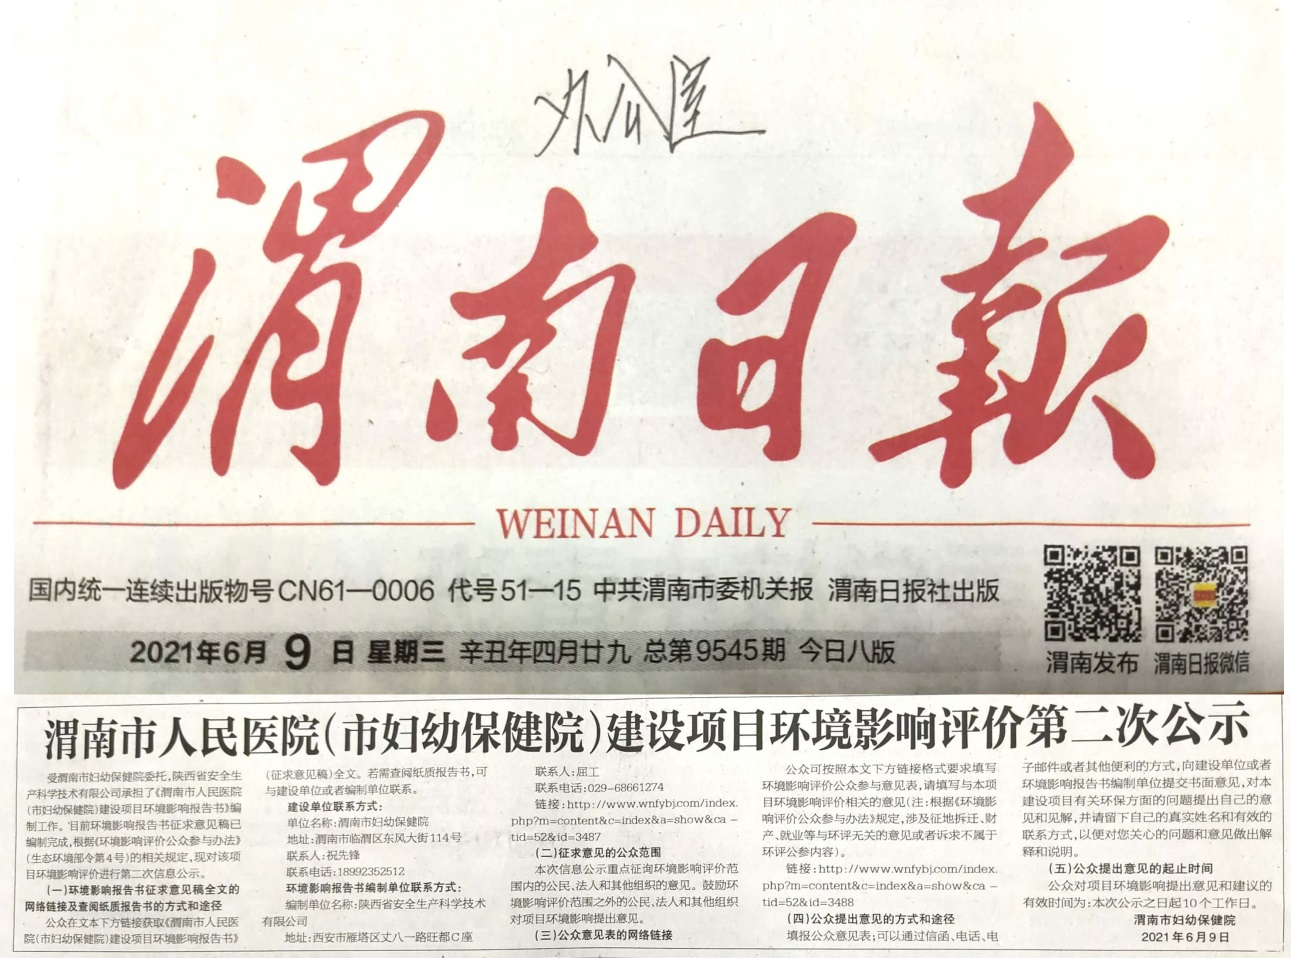 办公室
渭南日报
WEINAN DAILY
国内统一连续出版物号CN61—0006 代号51—15 中共渭南市委机关报 渭南日报社出版
2021年6月 9 日 星期三 辛丑年四月廿九 总第9545期 今日八版
渭南发布 渭南日报微信
渭南市人民医院(市妇幼保健院)建设项目环境影响评价第二次公示
受渭南市妇幼保健院委托,陕西省安全生
产科学技术有限公司承担了《渭南市人民医院
(市妇幼保健院)建设项目环境影响报告书》编
制工作。目前环境影响报告书征求意见稿已
编制完成,根据《环境影响评价公众参与办法》
(生态环境部令第4号)的相关规定,现对该项
目环境影响评价进行第二次信息公示。
(一)环境影响报告书征求意见稿全文的
网络链接及查阅纸质报告书的方式和途径
公众在文本下方链接获取《渭南市人民医
院(市妇幼保健院)建设项目环境影响报告书》
(征求意见稿)全文。若需查阅纸质报告书,可
与建设单位或者编制单位联系。
建设单位联系方式:
单位名称:渭南市妇幼保健院
地址:渭南市临渭区东风大街114号
联系人:祝先锋
联系电话:18992352512
环境影响报告书编制单位联系方式:
编制单位名称:陕西省安全生产科学技术
有限公司
地址:西安市雁塔区丈八一路旺都C座
联系人:屈工
联系电话:029-68661274
链接:http://www.wnfybj.com/index.
php?m=content&c=index&a=show&ca-
tid=52&id=3487
(二)征求意见的公众范围
本次信息公示重点征询环境影响评价范
围内的公民、法人和其他组织的意见。鼓励环
境影响评价范围之外的公民、法人和其他组织
对项目环境影响提出意见。
(三)公众意见表的网络链接
公众可按照本文下方链接格式要求填写
环境影响评价公众参与意见表,请填写与本项
目环境影响评价相关的意见(注:根据《环境影
响评价公众参与办法》规定,涉及征地拆迁、财
产、就业等与环评无关的意见或者诉求不属于
环评公参内容)。
链接:http://www.wnfybj.com/index.
php?m=content&c=index&a=show&ca-
tid=52&id=3488
(四)公众提出意见的方式和途径
填报公众意见表;可以通过信函、电话、电
子邮件或者其他便利的方式,向建设单位或者
环境影响报告书编制单位提交书面意见,对本
建设项目有关环保方面的问题提出自己的意
见和见解,并请留下自己的真实姓名和有效的
联系方式,以便对您关心的问题和意见做出解
释和说明。
(五)公众提出意见的起止时间
公众对项目环境影响提出意见和建议的
有效时间为:本次公示之日起10个工作日。
渭南市妇幼保健院
2021年6月9日